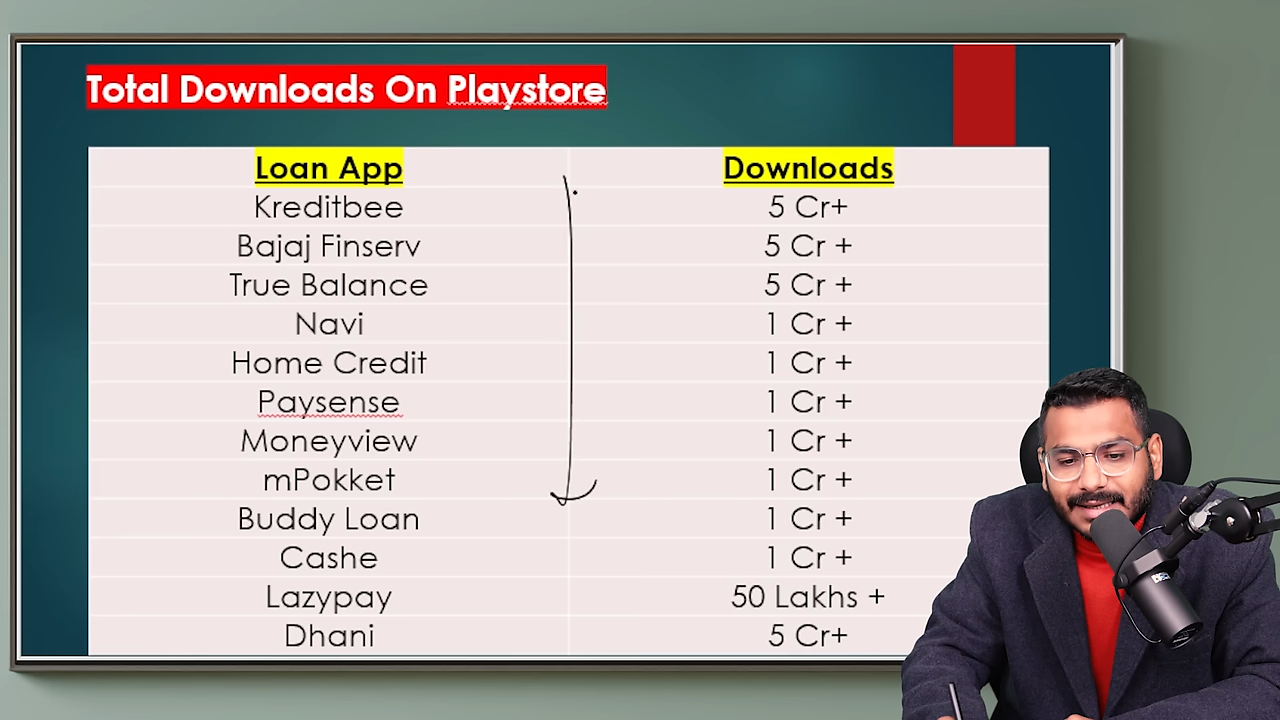 Total Downloads On Playstore
Loan App Downloads
Kreditbee 5 Cr+
Bajaj Finserv 5 Cr +
True Balance 5 Cr +
Navi 1 Cr +
Home Credit 1 Cr +
Paysense 1 Cr +
Moneyview 1 Cr +
mPokket 1 Cr +
Buddy Loan 1 Cr +
Cashe 1 Cr +
Lazypay 50 Lakhs +
Dhani 5 Cr+